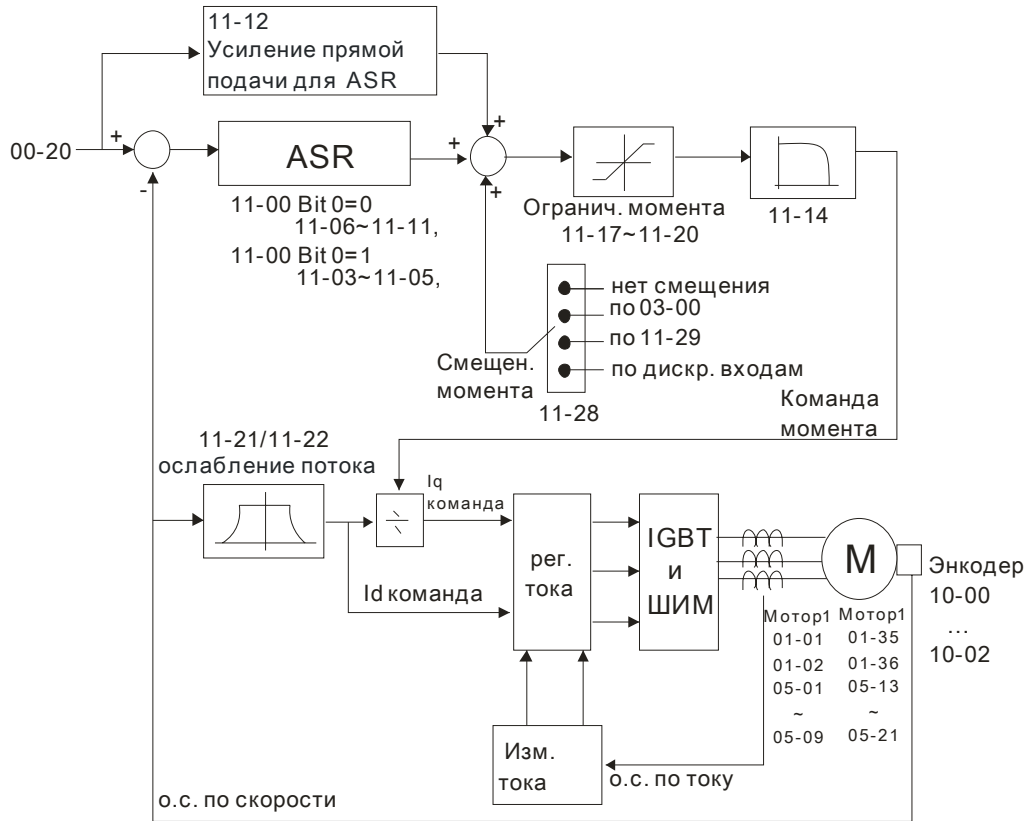 11-12
Усиление прямой
подачи для ASR
00-20
+
-
ASR
+
+
+
11-00 Bit 0=0
11-06~11-11,
11-00 Bit 0=1
11-03~11-05,
Огранич. момента
11-17~11-20
11-14
нет смещения
по 03-00
по 11-29
по дискр. входам
Смещен.
момента
11-28
Команда
момента
11-21/11-22
ослабление потока
Iq
команда
Id команда
рег.
тока
IGBT
и
ШИМ
M
Энкодер
10-00
...
10-02
Мотор1 Мотор1
01-01 01-35
01-02 01-36
05-01 05-13
~ ~
05-09 05-21
Изм.
тока
о.с. по току
о.с. по скорости